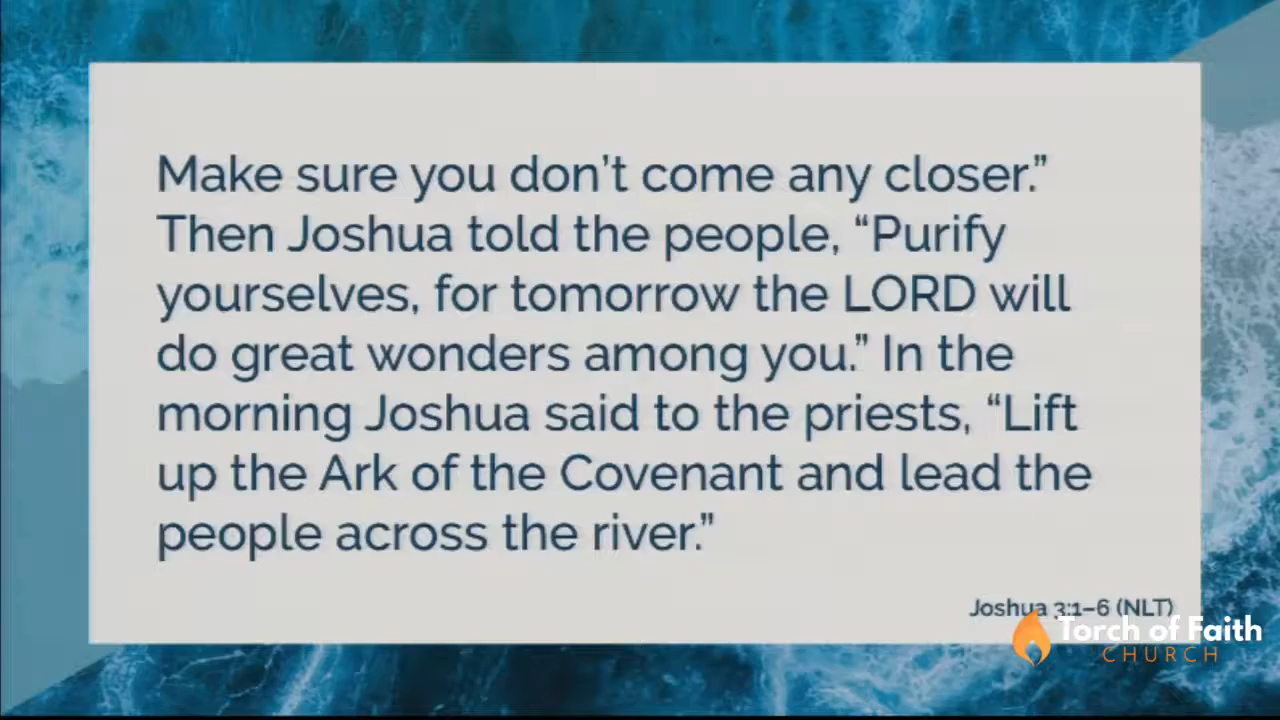 Make sure you don’t come any closer.”
Then Joshua told the people, “Purify
yourselves, for tomorrow the LORD will
do great wonders among you.” In the
morning Joshua said to the priests, “Lift
up the Ark of the Covenant and lead the
people across the river.”
Joshua 3:1–6 (NLT)
Torch of Faith
CHURCH